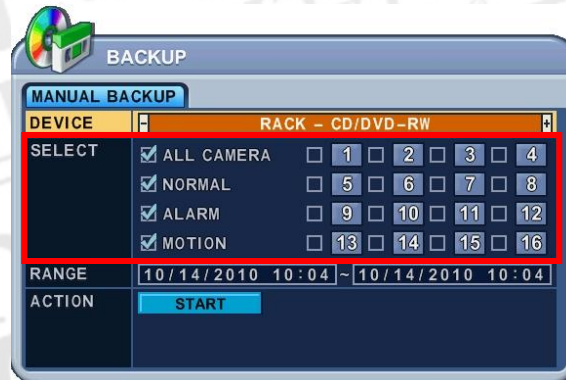 BACKUP
MANUAL BACKUP
DEVICE - RACK - CD/DVD-RW +
SELECT ALL CAMERA 1 2 3 4
NORMAL 5 6 7 8
ALARM 9 10 11 12
MOTION 13 14 15 16
RANGE 10/14/2010 10:04 ~ 10/14/2010 10:04
ACTION START